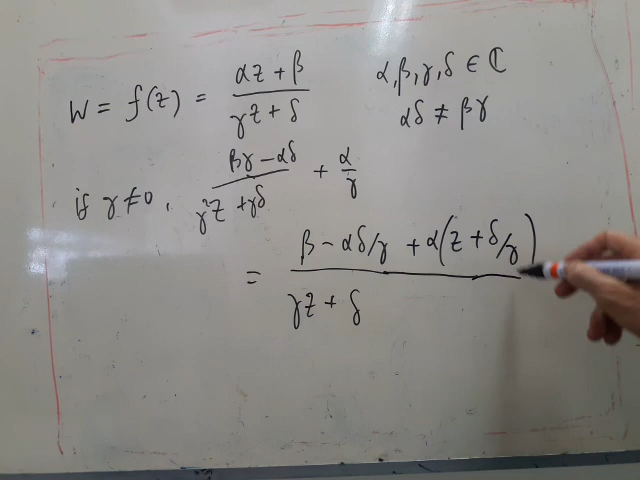 W = f(z) = (αz + β) / (γz + δ)   α, β, γ, δ ∈ ℂ
αδ ≠ βγ
if γ ≠ 0, (βγ − αδ) / (γ²z + γδ) + α/γ
= (β − αδ/γ + α(z + δ/γ)) / (γz + δ)